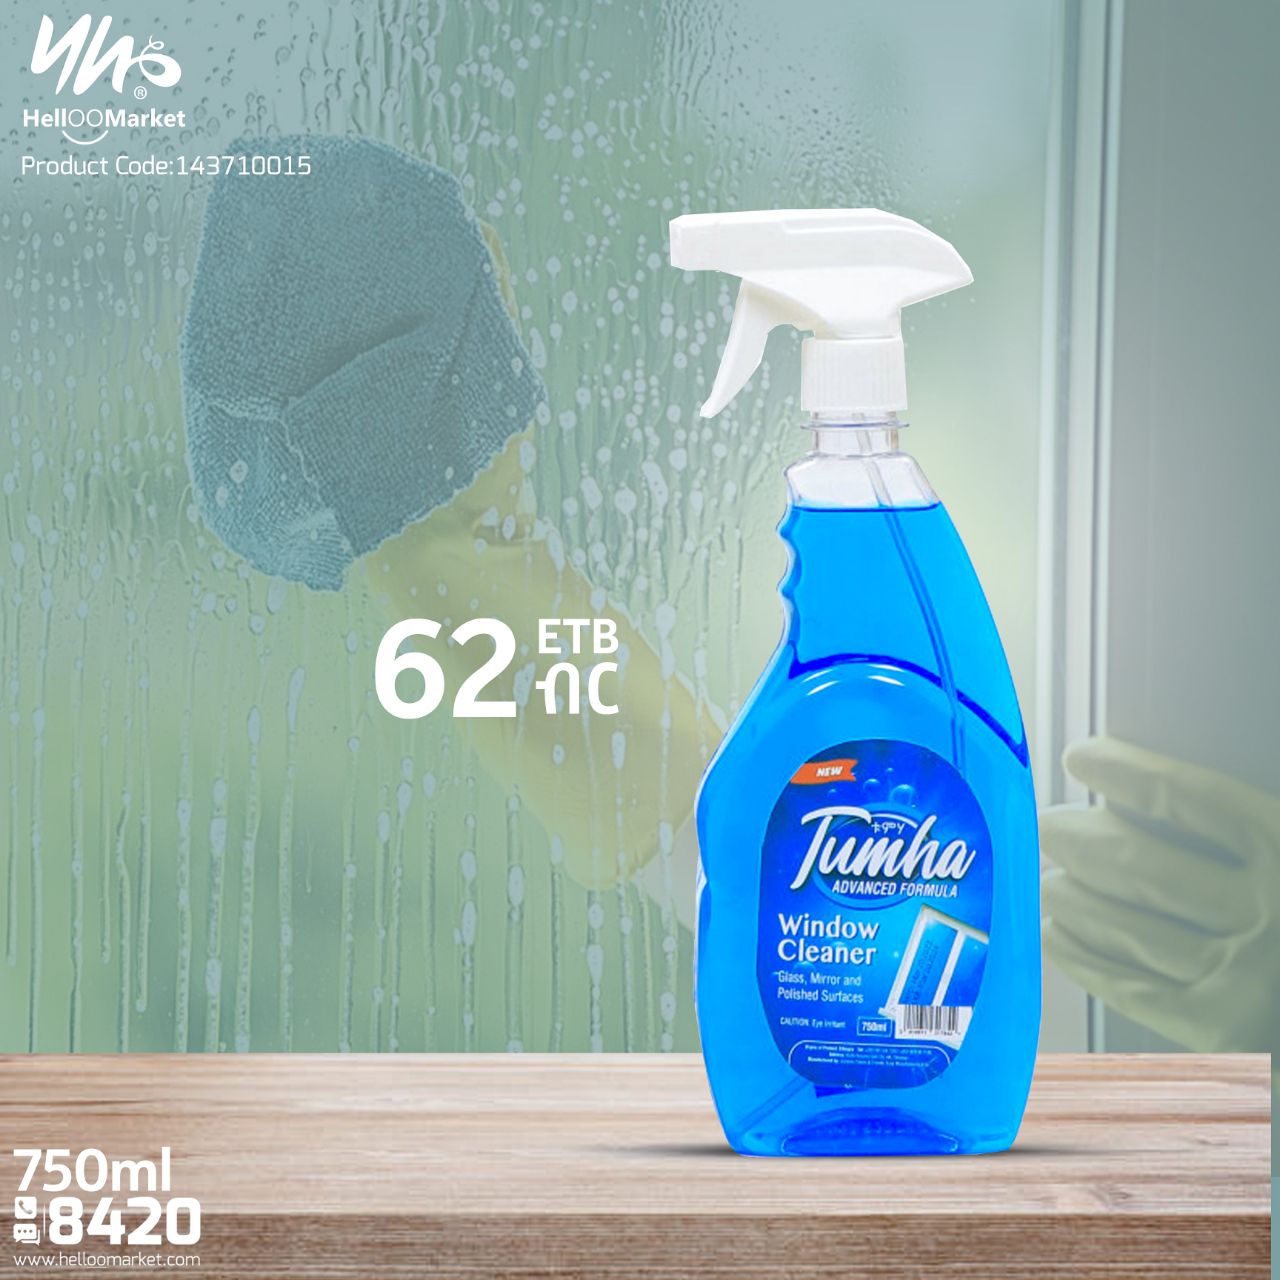 HellOOMarket
Product Code:143710015
62 ETB
ብር
NEW
ቱምሃ
Tumha
ADVANCED FORMULA
Window
Cleaner
Glass, Mirror and
Polished Surfaces
CAUTION: Eye Irritant
750ml
750ml
8420
www.helloomarket.com